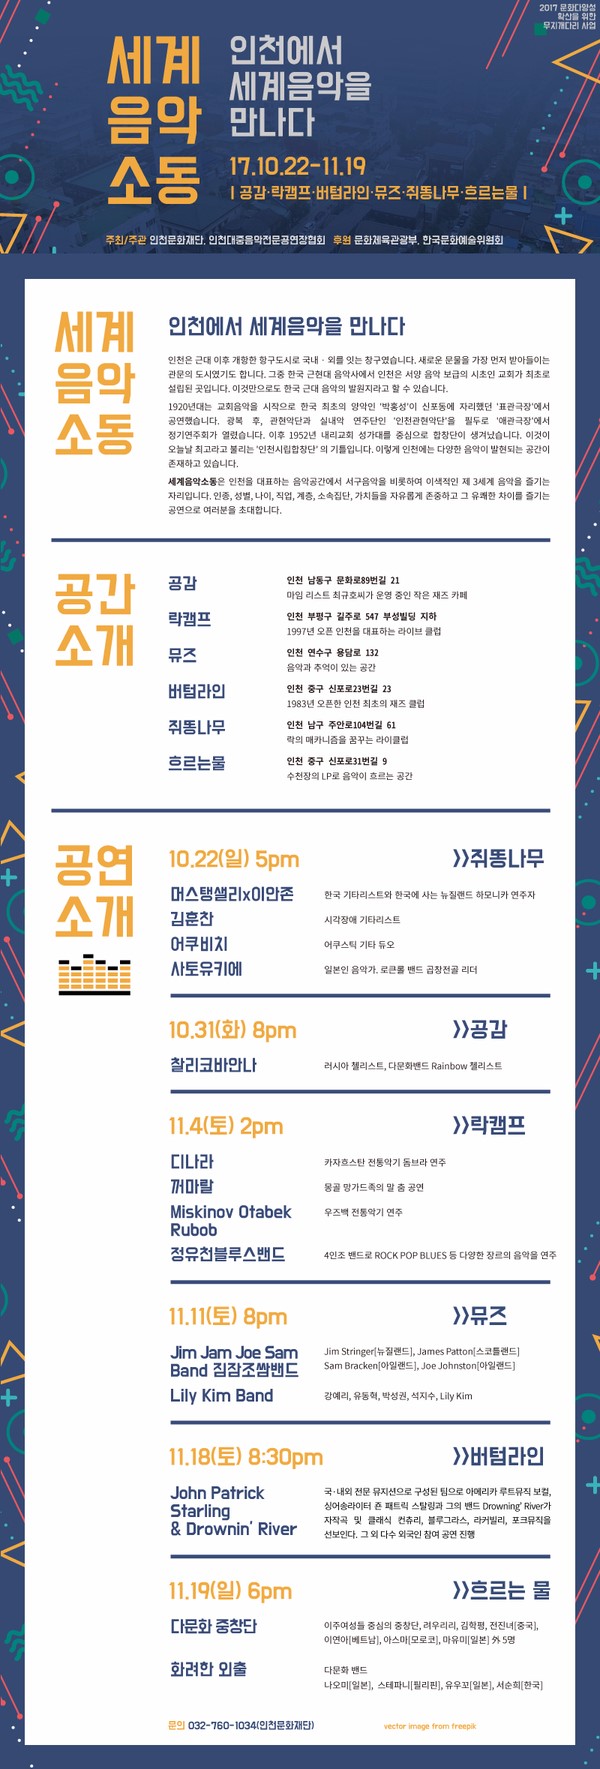 2017 문화다양성
확산을 위한
무지개다리 사업
세계
음악
소동
인천에서
세계음악을
만나다
17.10.22-11.19
| 공감·락캠프·버텀라인·뮤즈·쥐똥나무·흐르는물 |
주최/주관 인천문화재단, 인천대중음악전문공연장협회 후원 문화체육관광부, 한국문화예술위원회
세계
음악
소동
인천에서 세계음악을 만나다
인천은 근대 이후 개항한 항구도시로 국내 · 외를 잇는 창구였습니다. 새로운 문물을 가장 먼저 받아들이는
관문의 도시였기도 합니다. 그중 한국 근현대 음악사에서 인천은 서양 음악 보급의 시초인 교회가 최초로
설립된 곳입니다. 이것만으로도 한국 근대 음악의 발원지라고 할 수 있습니다.
1920년대는 교회음악을 시작으로 한국 최초의 양악인 '박홍성'이 신포동에 자리했던 '표관극장'에서
공연했습니다. 광복 후, 관현악단과 실내악 연주단인 '인천관현악단'을 필두로 '애관극장'에서
정기연주회가 열렸습니다. 이후 1952년 내리교회 성가대를 중심으로 합창단이 생겨났습니다. 이것이
오늘날 최고라고 불리는 '인천시립합창단' 의 기틀입니다. 이렇게 인천에는 다양한 음악이 발현되는 공간이
존재하고 있습니다.
세계음악소동은 인천을 대표하는 음악공간에서 서구음악을 비롯하여 이색적인 제 3세계 음악을 즐기는
자리입니다. 인종, 성별, 나이, 직업, 계층, 소속집단, 가치들을 자유롭게 존중하고 그 유쾌한 차이를 즐기는
공연으로 여러분을 초대합니다.
공간
소개
공감
인천 남동구 문화로89번길 21
마임 리스트 최규호씨가 운영 중인 작은 재즈 카페
락캠프
인천 부평구 길주로 547 부성빌딩 지하
1997년 오픈 인천을 대표하는 라이브 클럽
뮤즈
인천 연수구 용담로 132
음악과 추억이 있는 공간
버텀라인
인천 중구 신포로23번길 23
1983년 오픈한 인천 최초의 재즈 클럽
쥐똥나무
인천 남구 주안로104번길 61
락의 매카니즘을 꿈꾸는 라이클럽
흐르는물
인천 중구 신포로31번길 9
수천장의 LP로 음악이 흐르는 공간
공연
소개
10.22(일) 5pm
》쥐똥나무
머스탱샐리x이안존
한국 기타리스트와 한국에 사는 뉴질랜드 하모니카 연주자
김훈찬
시각장애 기타리스트
어쿠비치
어쿠스틱 기타 듀오
사토유키에
일본인 음악가. 로큰롤 밴드 곱창전골 리더
10.31(화) 8pm
》공감
찰리코바안나
러시아 첼리스트, 다문화밴드 Rainbow 첼리스트
11.4(토) 2pm
》락캠프
디나라
카자흐스탄 전통악기 돔브라 연주
꺼마랄
몽골 망가드족의 말 춤 공연
Miskinov Otabek
Rubob
우즈백 전통악기 연주
정유천블루스밴드
4인조 밴드로 ROCK POP BLUES 등 다양한 장르의 음악을 연주
11.11(토) 8pm
》뮤즈
Jim Jam Joe Sam
Band 짐잠조쌈밴드
Jim Stringer[뉴질랜드], James Patton[스코틀랜드]
Sam Bracken[아일랜드], Joe Johnston[아일랜드]
Lily Kim Band
강예리, 유동혁, 박성권, 석지수, Lily Kim
11.18(토) 8:30pm
》버텀라인
John Patrick
Starling
& Drownin' River
국·내외 전문 뮤지션으로 구성된 팀으로 아메리카 루트뮤직 보컬,
싱어송라이터 죤 패트릭 스탈링과 그의 밴드 Drowning' River가
자작곡 및 클래식 컨츄리, 블루그라스, 라커빌리, 포크뮤직을
선보인다. 그 외 다수 외국인 참여 공연 진행
11.19(일) 6pm
》흐르는 물
다문화 중창단
이주여성들 중심의 중창단, 려우리리, 김학평, 전진녀[중국],
이연아[베트남], 아스마[모로코], 마유미[일본] 外 5명
화려한 외출
다문화 밴드
나오미[일본], 스테파니[필리핀], 유우꼬[일본], 서순희[한국]
문의 032-760-1034(인천문화재단)
vector image from freepik